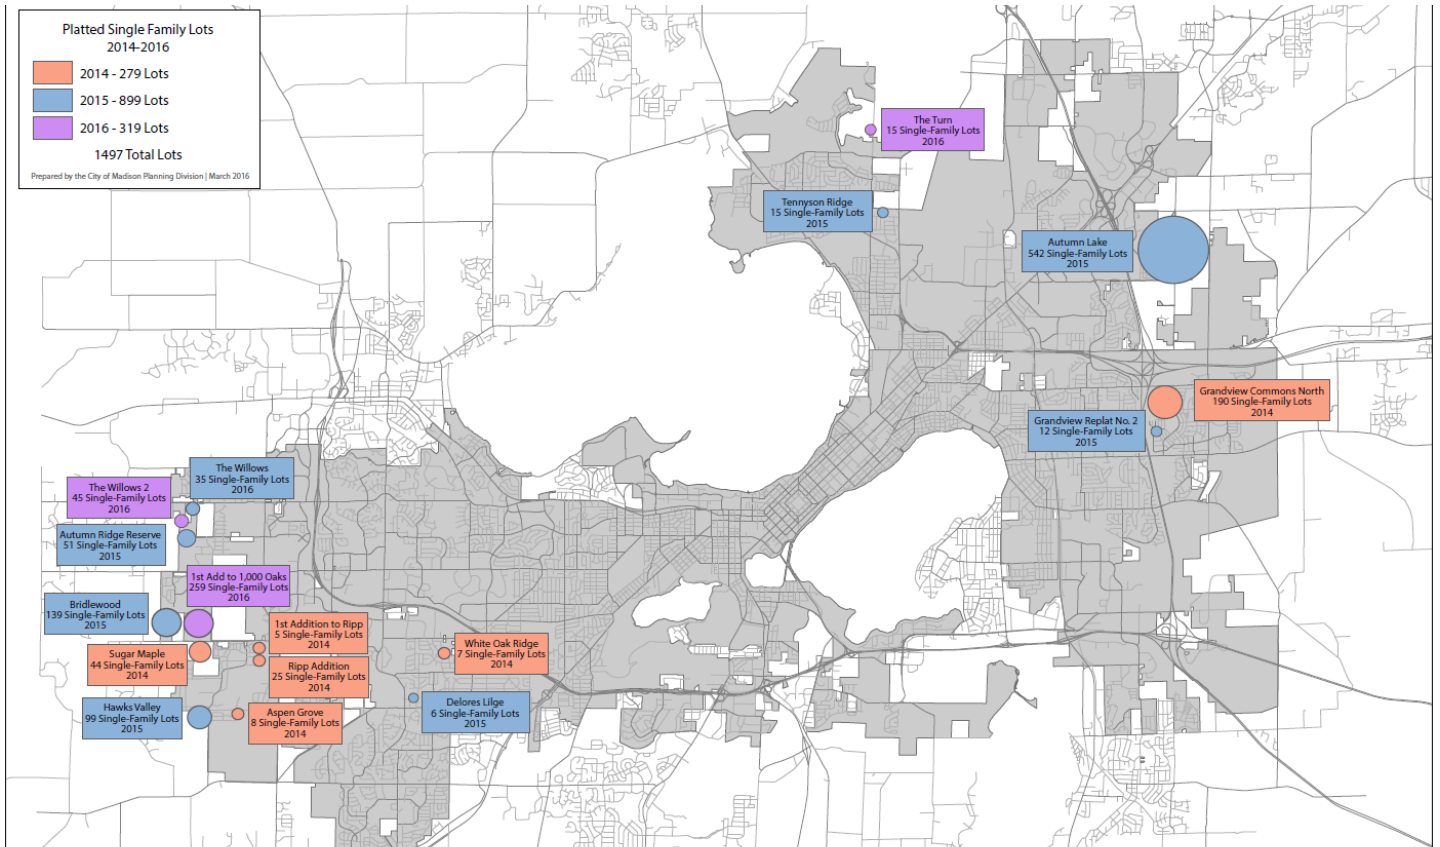 Platted Single Family Lots
2014-2016
2014 - 279 Lots
2015 - 899 Lots
2016 - 319 Lots
1497 Total Lots
Prepared by the City of Madison Planning Division | March 2016
The Turn
15 Single-Family Lots
2016
Tennyson Ridge
15 Single-Family Lots
2015
Autumn Lake
542 Single-Family Lots
2015
Grandview Commons North
190 Single-Family Lots
2014
Grandview Replat No. 2
12 Single-Family Lots
2015
The Willows
35 Single-Family Lots
2016
The Willows 2
45 Single-Family Lots
2016
Autumn Ridge Reserve
51 Single-Family Lots
2015
1st Add to 1,000 Oaks
259 Single-Family Lots
2016
Bridlewood
139 Single-Family Lots
2015
1st Addition to Ripp
5 Single-Family Lots
2014
White Oak Ridge
7 Single-Family Lots
2014
Sugar Maple
44 Single-Family Lots
2014
Ripp Addition
25 Single-Family Lots
2014
Hawks Valley
99 Single-Family Lots
2015
Aspen Grove
8 Single-Family Lots
2014
Delores Lilge
6 Single-Family Lots
2015